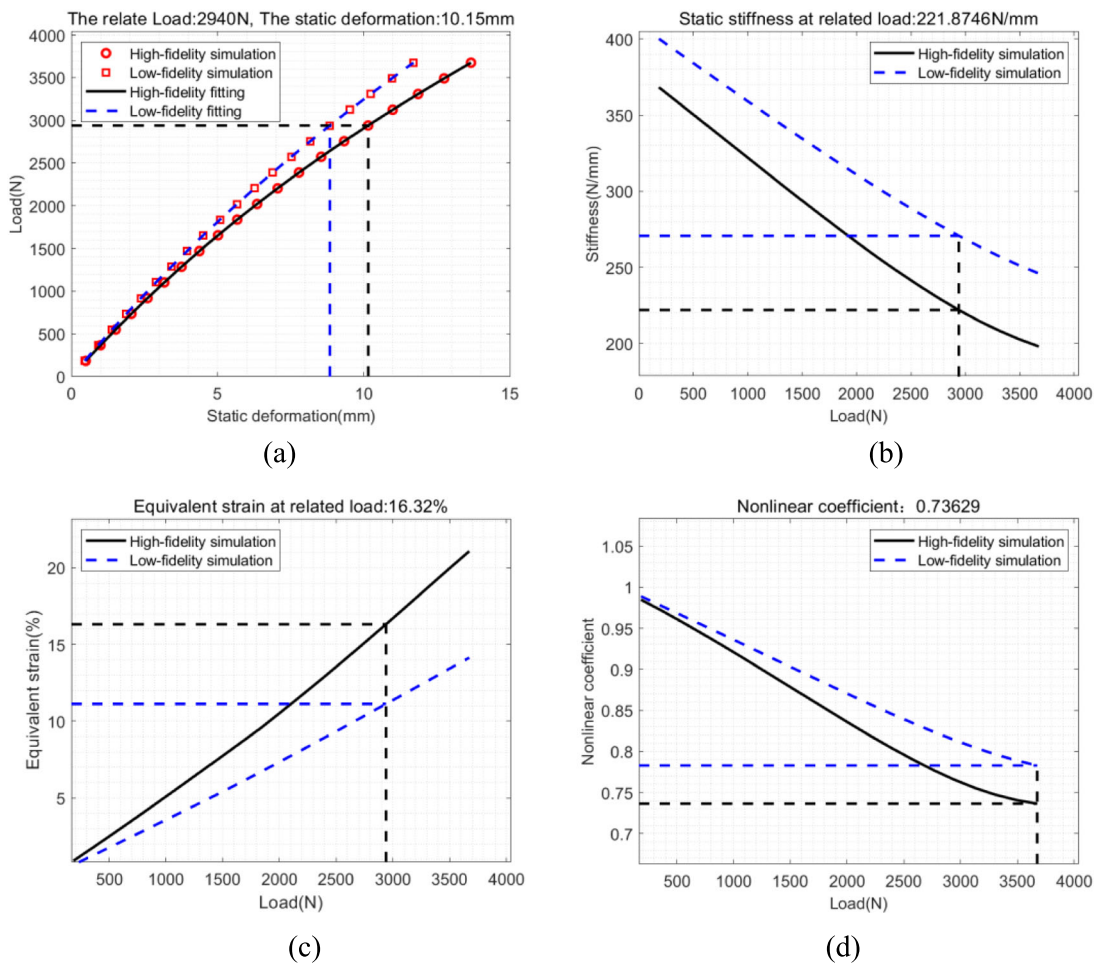 The relate Load:2940N, The static deformation:10.15mm
4000
3500
3000
2500
2000
1500
1000
500
0
Load(N)
High-fidelity simulation
Low-fidelity simulation
High-fidelity fitting
Low-fidelity fitting
0 5 10 15
Static deformation(mm)
(a)
Static stiffness at related load:221.8746N/mm
400
350
300
250
200
Stiffness(N/mm)
High-fidelity simulation
Low-fidelity simulation
0 500 1000 1500 2000 2500 3000 3500 4000
Load(N)
(b)
Equivalent strain at related load:16.32%
20
15
10
5
Equivalent strain(%)
High-fidelity simulation
Low-fidelity simulation
500 1000 1500 2000 2500 3000 3500 4000
Load(N)
(c)
Nonlinear coefficient：0.73629
1.05
1
0.95
0.9
0.85
0.8
0.75
0.7
Nonlinear coefficient
High-fidelity simulation
Low-fidelity simulation
500 1000 1500 2000 2500 3000 3500 4000
Load(N)
(d)